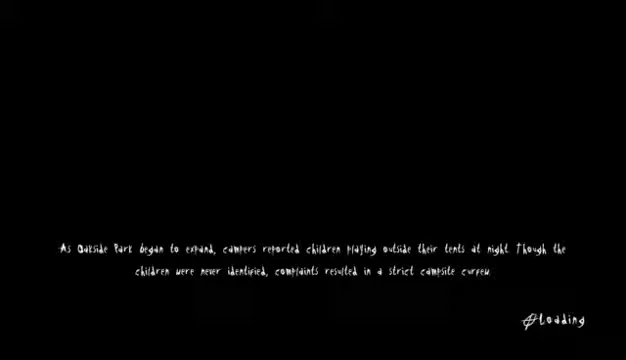 As Oakside Park began to expand, campers reported children playing outside their tents at night Though the
children were never identified, complaints resulted in a strict campsite curfew.
Loading